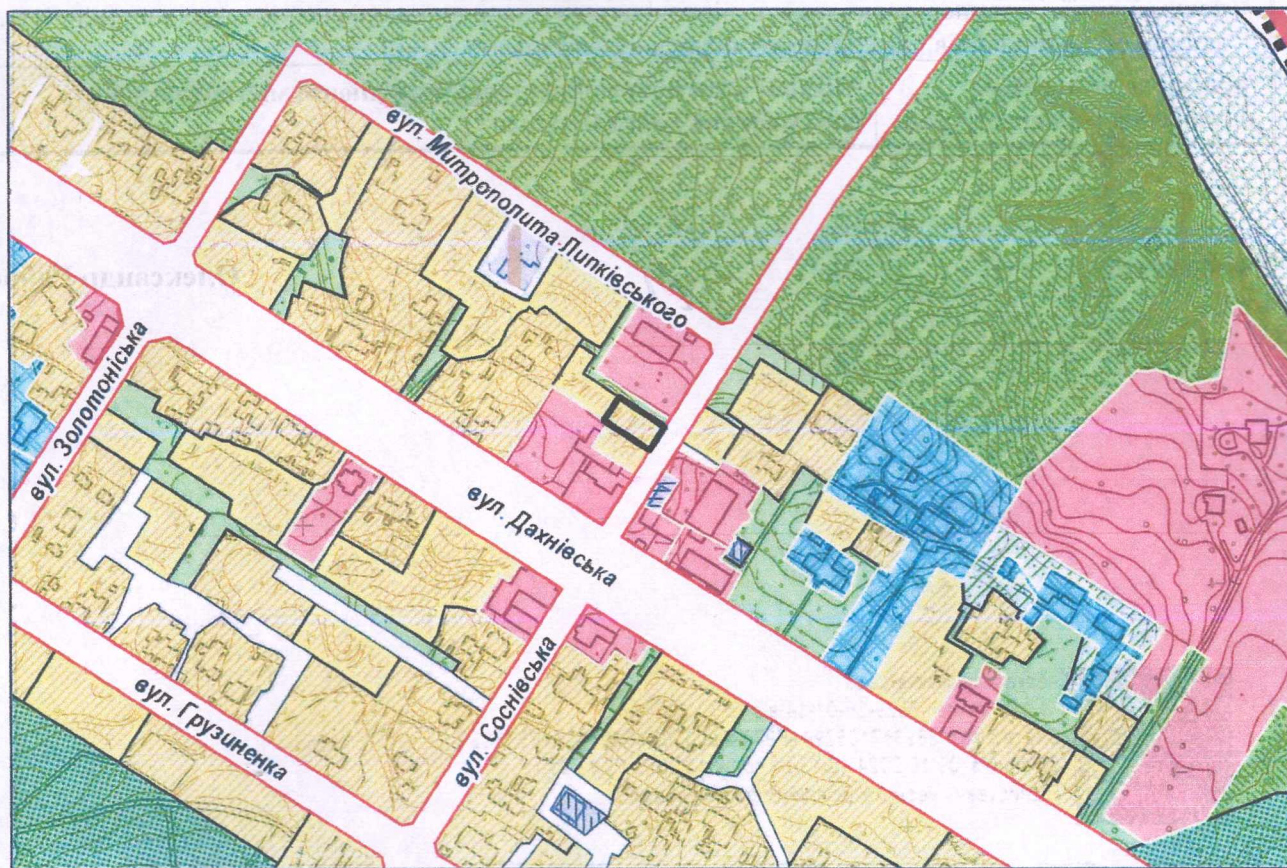 вул. Митрополита Липківського
вул. Золотоніська
вул. Дахнівська
вул. Соснівська
вул. Грузиненка